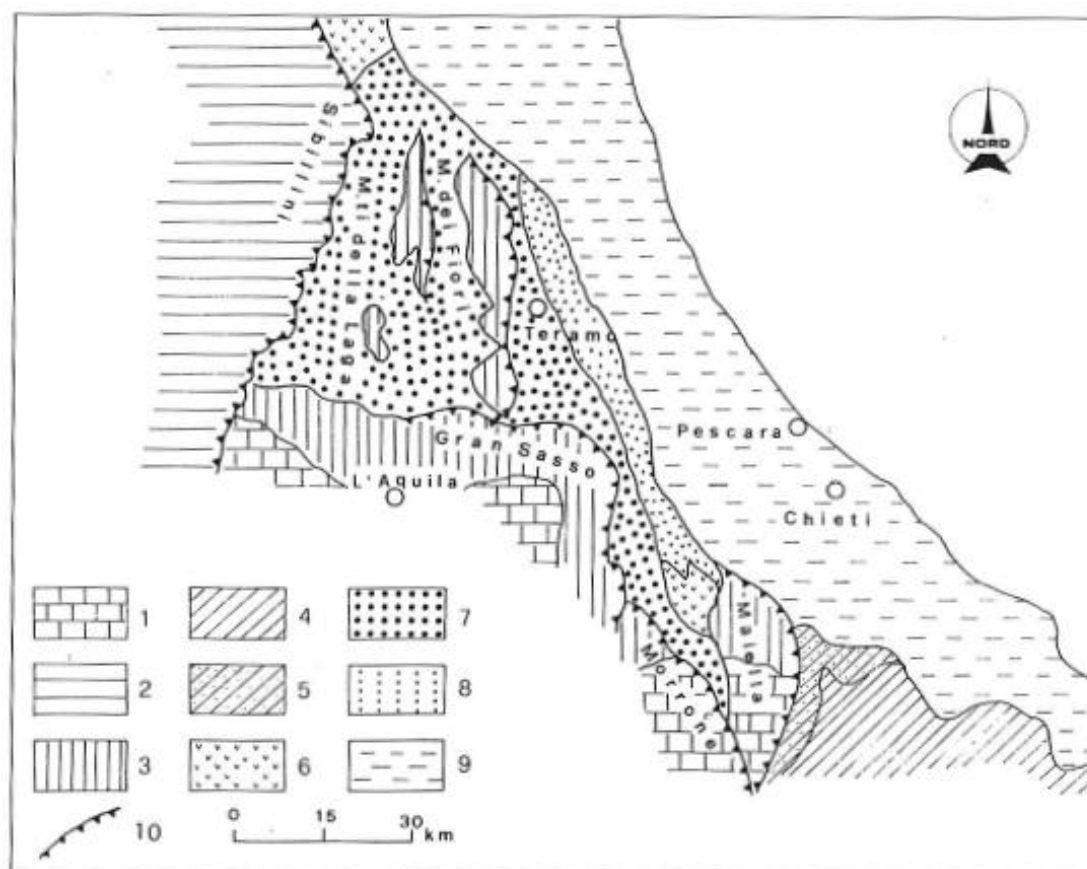 NORD
Sibillini
M.ti della Laga
M. dei Fiori
Teramo
Gran Sasso
L'Aquila
Pescara
Chieti
Maiella
Morrone
1
2
3
4
5
6
7
8
9
10
0 15 30
km